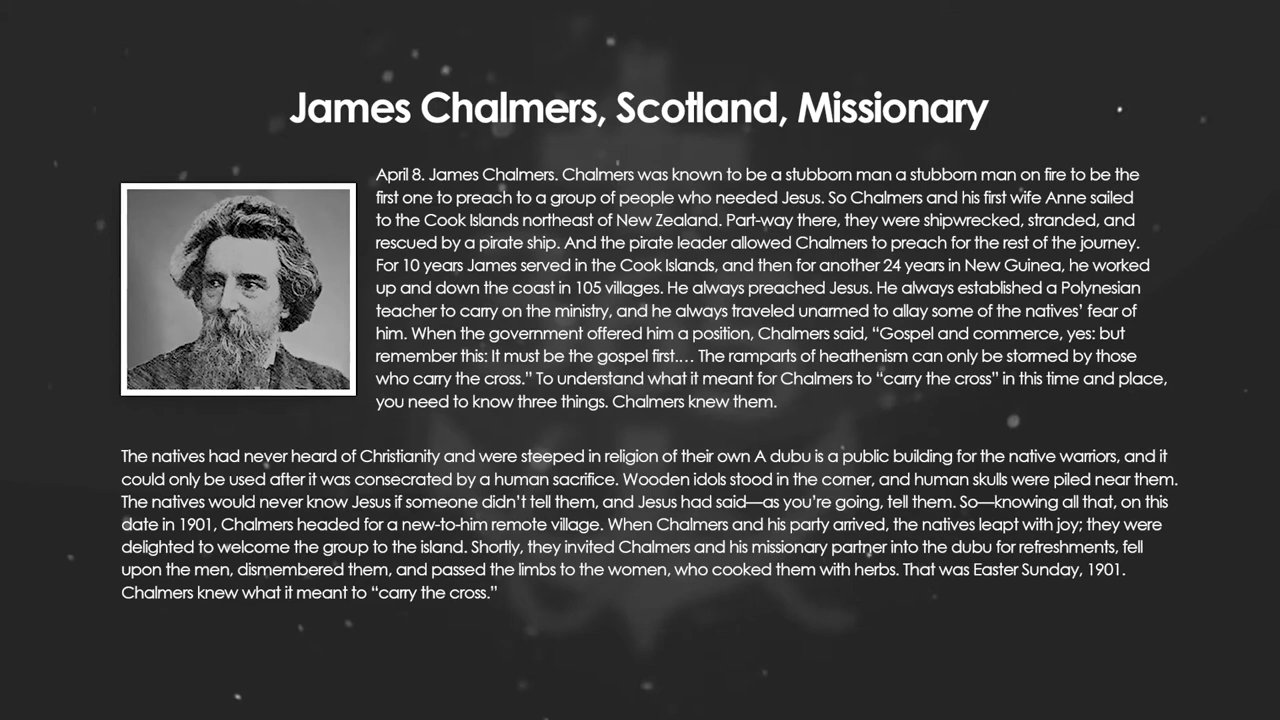 James Chalmers, Scotland, Missionary
April 8. James Chalmers. Chalmers was known to be a stubborn man a stubborn man on fire to be the
first one to preach to a group of people who needed Jesus. So Chalmers and his first wife Anne sailed
to the Cook Islands northeast of New Zealand. Part-way there, they were shipwrecked, stranded, and
rescued by a pirate ship. And the pirate leader allowed Chalmers to preach for the rest of the journey.
For 10 years James served in the Cook Islands, and then for another 24 years in New Guinea, he worked
up and down the coast in 105 villages. He always preached Jesus. He always established a Polynesian
teacher to carry on the ministry, and he always traveled unarmed to allay some of the natives’ fear of
him. When the government offered him a position, Chalmers said, “Gospel and commerce, yes: but
remember this: It must be the gospel first.… The ramparts of heathenism can only be stormed by those
who carry the cross.” To understand what it meant for Chalmers to “carry the cross” in this time and place,
you need to know three things. Chalmers knew them.
The natives had never heard of Christianity and were steeped in religion of their own A dubu is a public building for the native warriors, and it
could only be used after it was consecrated by a human sacrifice. Wooden idols stood in the corner, and human skulls were piled near them.
The natives would never know Jesus if someone didn’t tell them, and Jesus had said—as you’re going, tell them. So—knowing all that, on this
date in 1901, Chalmers headed for a new-to-him remote village. When Chalmers and his party arrived, the natives leapt with joy; they were
delighted to welcome the group to the island. Shortly, they invited Chalmers and his missionary partner into the dubu for refreshments, fell
upon the men, dismembered them, and passed the limbs to the women, who cooked them with herbs. That was Easter Sunday, 1901.
Chalmers knew what it meant to “carry the cross.”